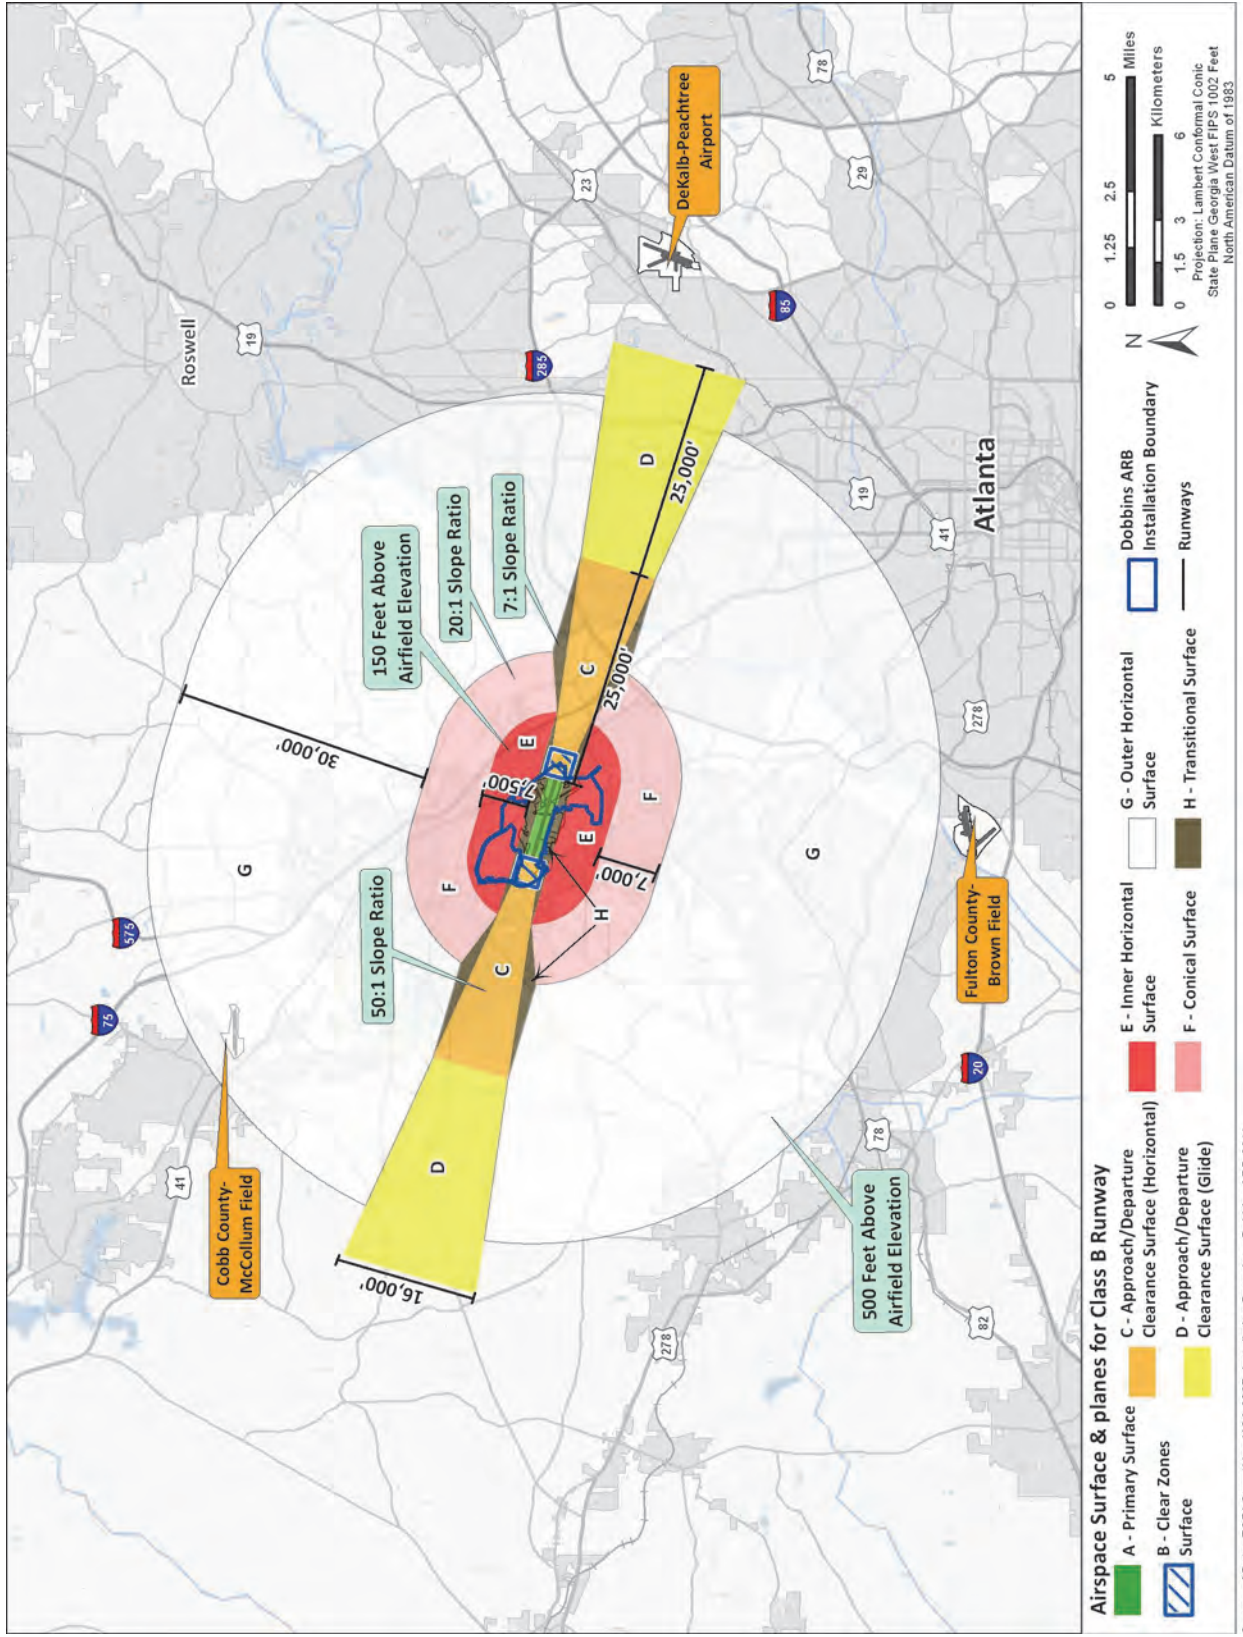 75
575
41
19
Roswell
Cobb County-
McCollum Field
G
30,000'
150 Feet Above
Airfield Elevation
20:1 Slope Ratio
7:1 Slope Ratio
50:1 Slope Ratio
285
23
78
DeKalb-Peachtree
Airport
16,000'
D
C
F
E
7,500'
H
E
7,000'
F
C
25,000'
D
25,000'
85
29
G
500 Feet Above
Airfield Elevation
278
78
82
20
Fulton County-
Brown Field
278
41
19
Atlanta
Airspace Surface & planes for Class B Runway
A - Primary Surface
B - Clear Zones
Surface
C - Approach/Departure
Clearance Surface (Horizontal)
D - Approach/Departure
Clearance Surface (Glide)
E - Inner Horizontal
Surface
F - Conical Surface
G - Outer Horizontal
Surface
H - Transitional Surface
Dobbins ARB
Installation Boundary
Runways
N
0 1.25 2.5 5
Miles
Kilometers
0 1.5 3 6
Projection: Lambert Conformal Conic
State Plane Georgia West FIPS 1002 Feet
North American Datum of 1983